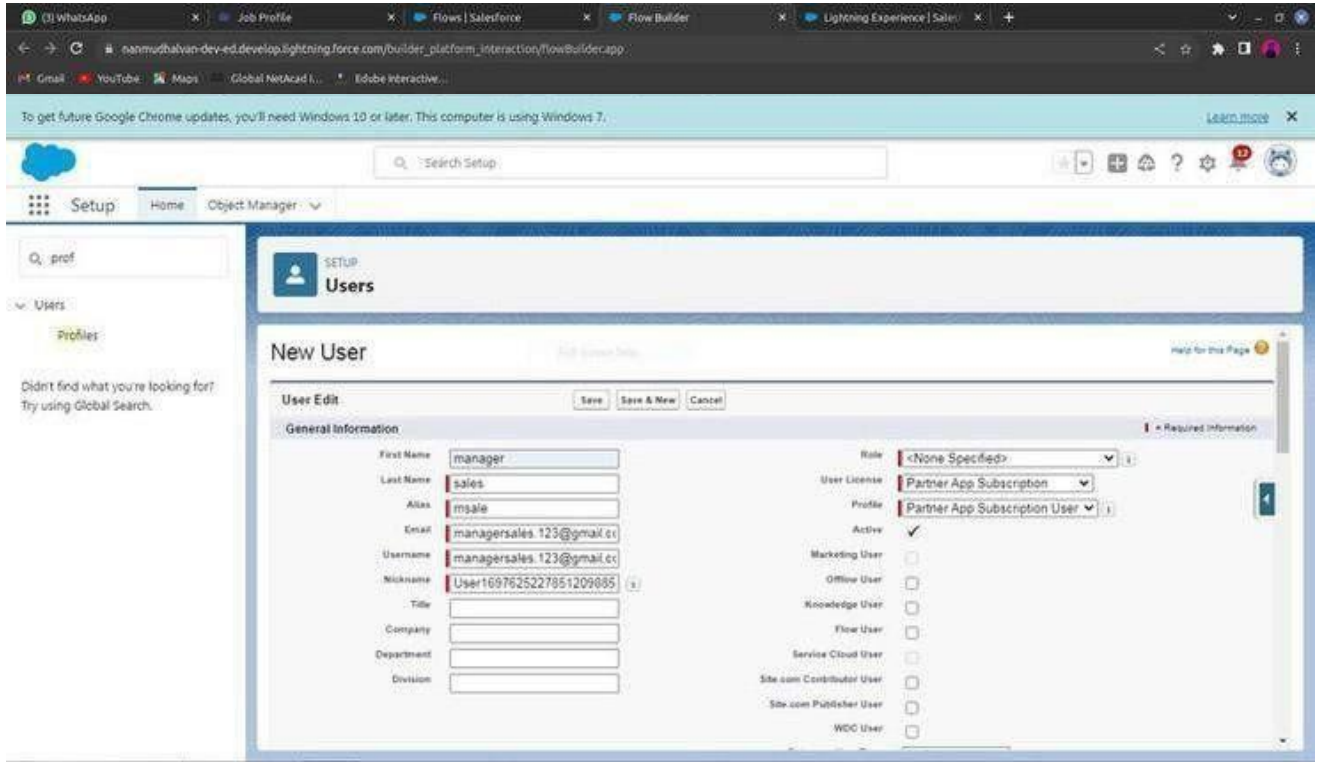 (3) WhatsApp
Job Profile
Flows | Salesforce
Flow Builder
Lightning Experience | Sales
nanmudhalvan-dev-ed.develop.lightning.force.com/builder_platform_interaction/flowBuilder.app
Gmail YouTube Maps Global NetAcad I... Edube Interactive...
To get future Google Chrome updates, you'll need Windows 10 or later. This computer is using Windows 7.
Learn more
Search Setup
12
Setup Home Object Manager
prof
Users
Profiles
Didn't find what you're looking for?
Try using Global Search.
SETUP
Users
New User
Help for this Page
User Edit Save Save & New Cancel
General Information = Required Information
First Name manager
Last Name sales
Alias msale
Email managersales.123@gmail.co
Username managersales.123@gmail.co
Nickname User1697625227851209885 i
Title
Company
Department
Division
Role <None Specified> i
User License Partner App Subscription
Profile Partner App Subscription User i
Active
Marketing User
Offline User
Knowledge User
Flow User
Service Cloud User
Site.com Contributor User
Site.com Publisher User
WDC User